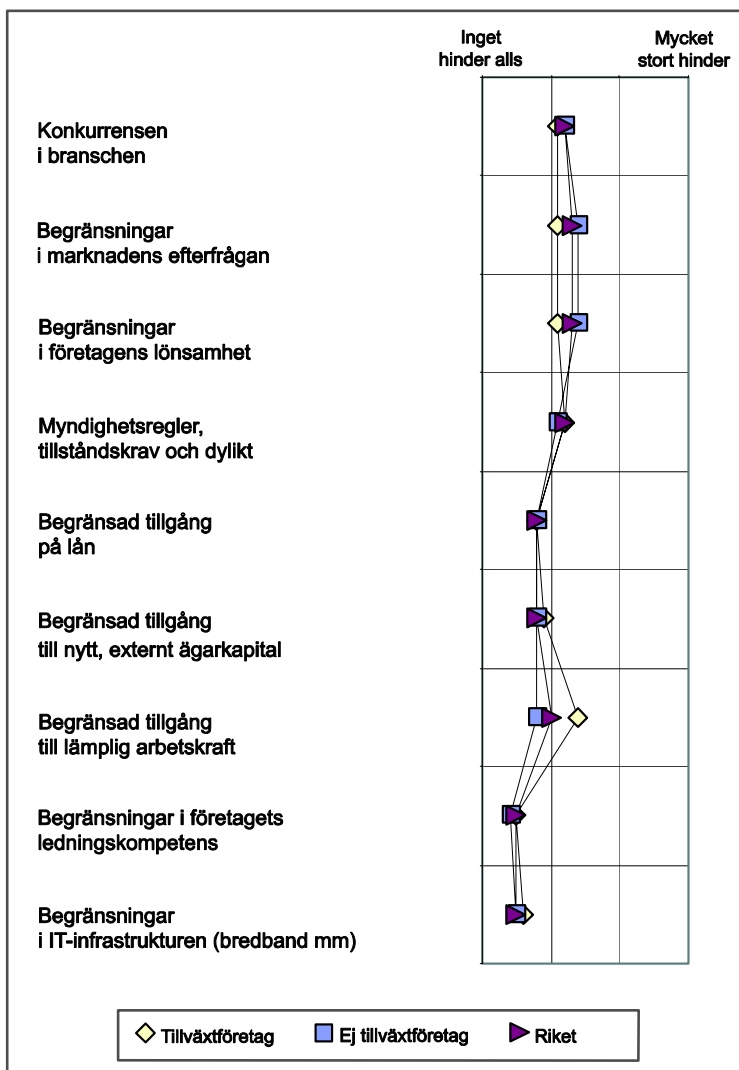 Inget
hinder alls
Mycket
stort hinder
Konkurrensen
i branschen
Begränsningar
i marknadens efterfrågan
Begränsningar
i företagens lönsamhet
Myndighetsregler,
tillståndskrav och dylikt
Begränsad tillgång
på lån
Begränsad tillgång
till nytt, externt ägarkapital
Begränsad tillgång
till lämplig arbetskraft
Begränsningar i företagets
ledningskompetens
Begränsningar
i IT-infrastrukturen (bredband mm)
Tillväxtföretag
Ej tillväxtföretag
Riket